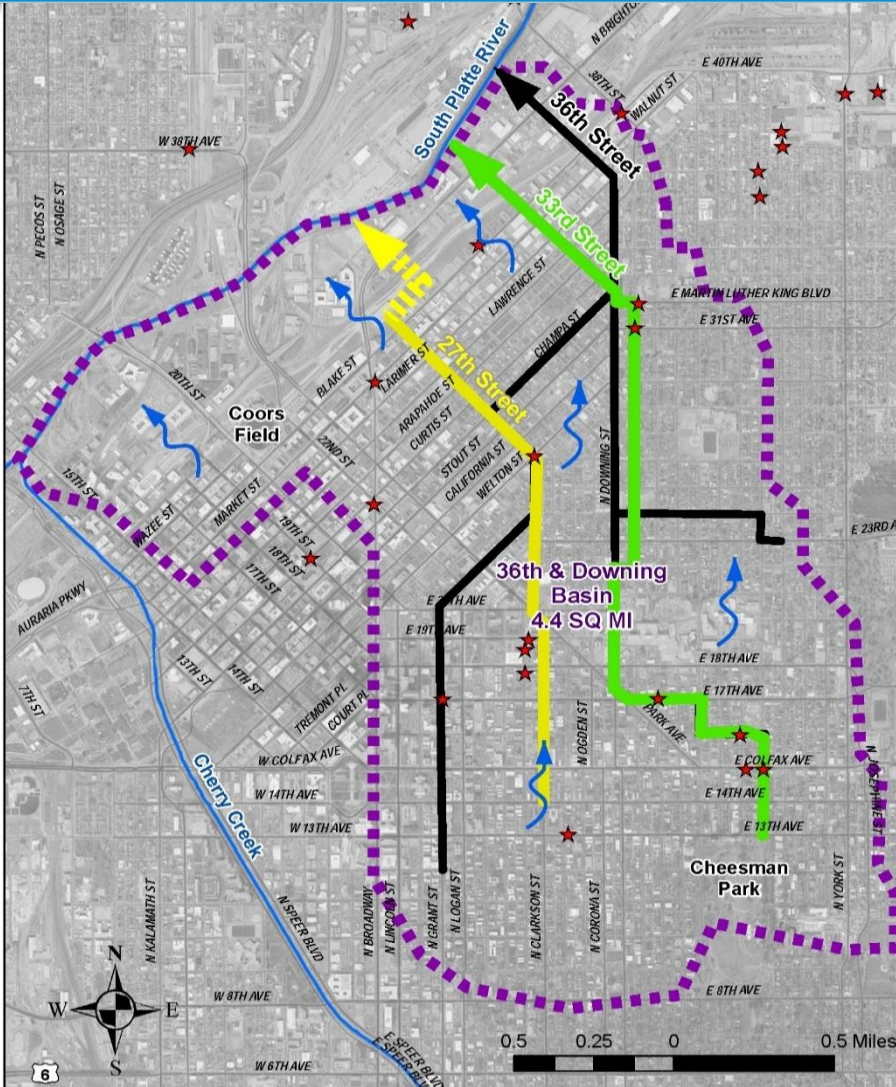 N BRIGHTO
38TH ST
E 40TH AVE
WALNUT ST
South Platte River
36th Street
W 38TH AVE
N PECOS ST
N OSAGE ST
33rd Street
LAWRENCE ST
E MARTIN LUTHER KING BLVD
E 31ST AVE
CHAMPA ST
27th Street
BLAKE ST
LARIMER ST
20TH ST
ARAPAHOE ST
CURTIS ST
Coors
Field
22ND ST
STOUT ST
CALIFORNIA ST
WELTON ST
N DOWNING ST
15TH ST
WAZEE ST
MARKET ST
19TH ST
18TH ST
17TH ST
E 23RD A
AURARIA PKWY
36th & Downing
Basin
4.4 SQ MI
E 19TH AVE
E 18TH AVE
13TH ST
14TH ST
7TH ST
E 17TH AVE
TREMONT PL
COURT PL
PARK AVE
N OGDEN ST
W COLFAX AVE
E COLFAX AVE
N JOSEPHINE ST
W 14TH AVE
E 14TH AVE
Cherry Creek
W 13TH AVE
E 13TH AVE
Cheesman
Park
N KALAMATH ST
N SPEER BLVD
N BROADWAY
N LINCOLN ST
N GRANT ST
N LOGAN ST
N CLARKSON ST
N CORONA ST
N YORK ST
N
W E
S
W 8TH AVE
E 8TH AVE
E SPEER BLVD
E SPEER BLVD
0.5 0.25 0 0.5 Miles
6
W 6TH AVE